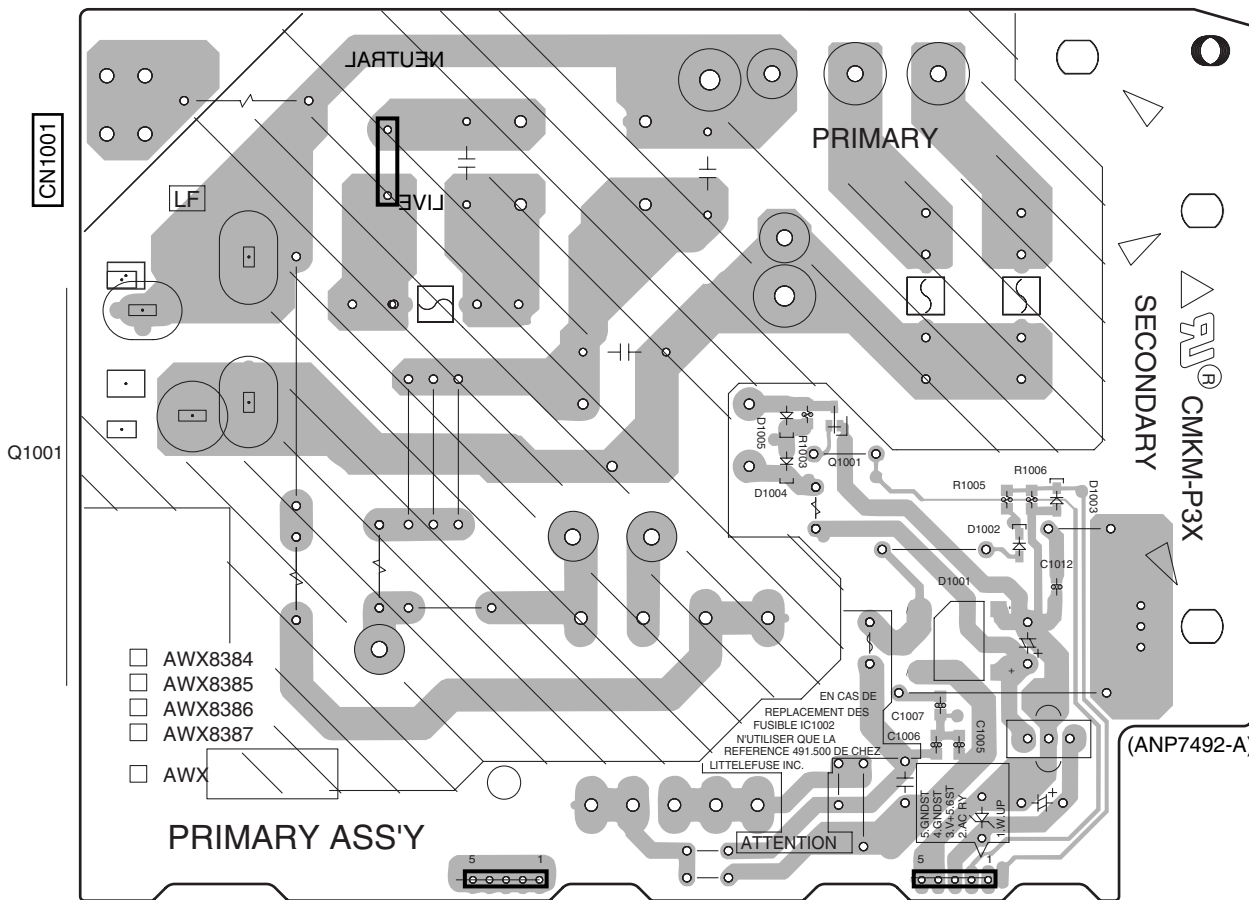 NEUTRAL
CN1001
PRIMARY
LF
LIVE
SECONDARY
R
CMKM-P3X
Q1001
D1005
R1003
Q1001
D1004
R1005
R1006
D1003
D1002
C1012
D1001
AWX8384
AWX8385
AWX8386
AWX8387
AWX
EN CAS DE
REPLACEMENT DES
FUSIBLE IC1002
N'UTISER QUE LA
REFERENCE 491.500 DE CHEZ
LITTELEFUSE INC.
C1007
C1006
C1005
(ANP7492-A)
+
+
+
5.GNDST
4.GNDST
3.V+5.6ST
2.AC RY
1.W.UP
PRIMARY ASS'Y
ATTENTION
5 1
5 1